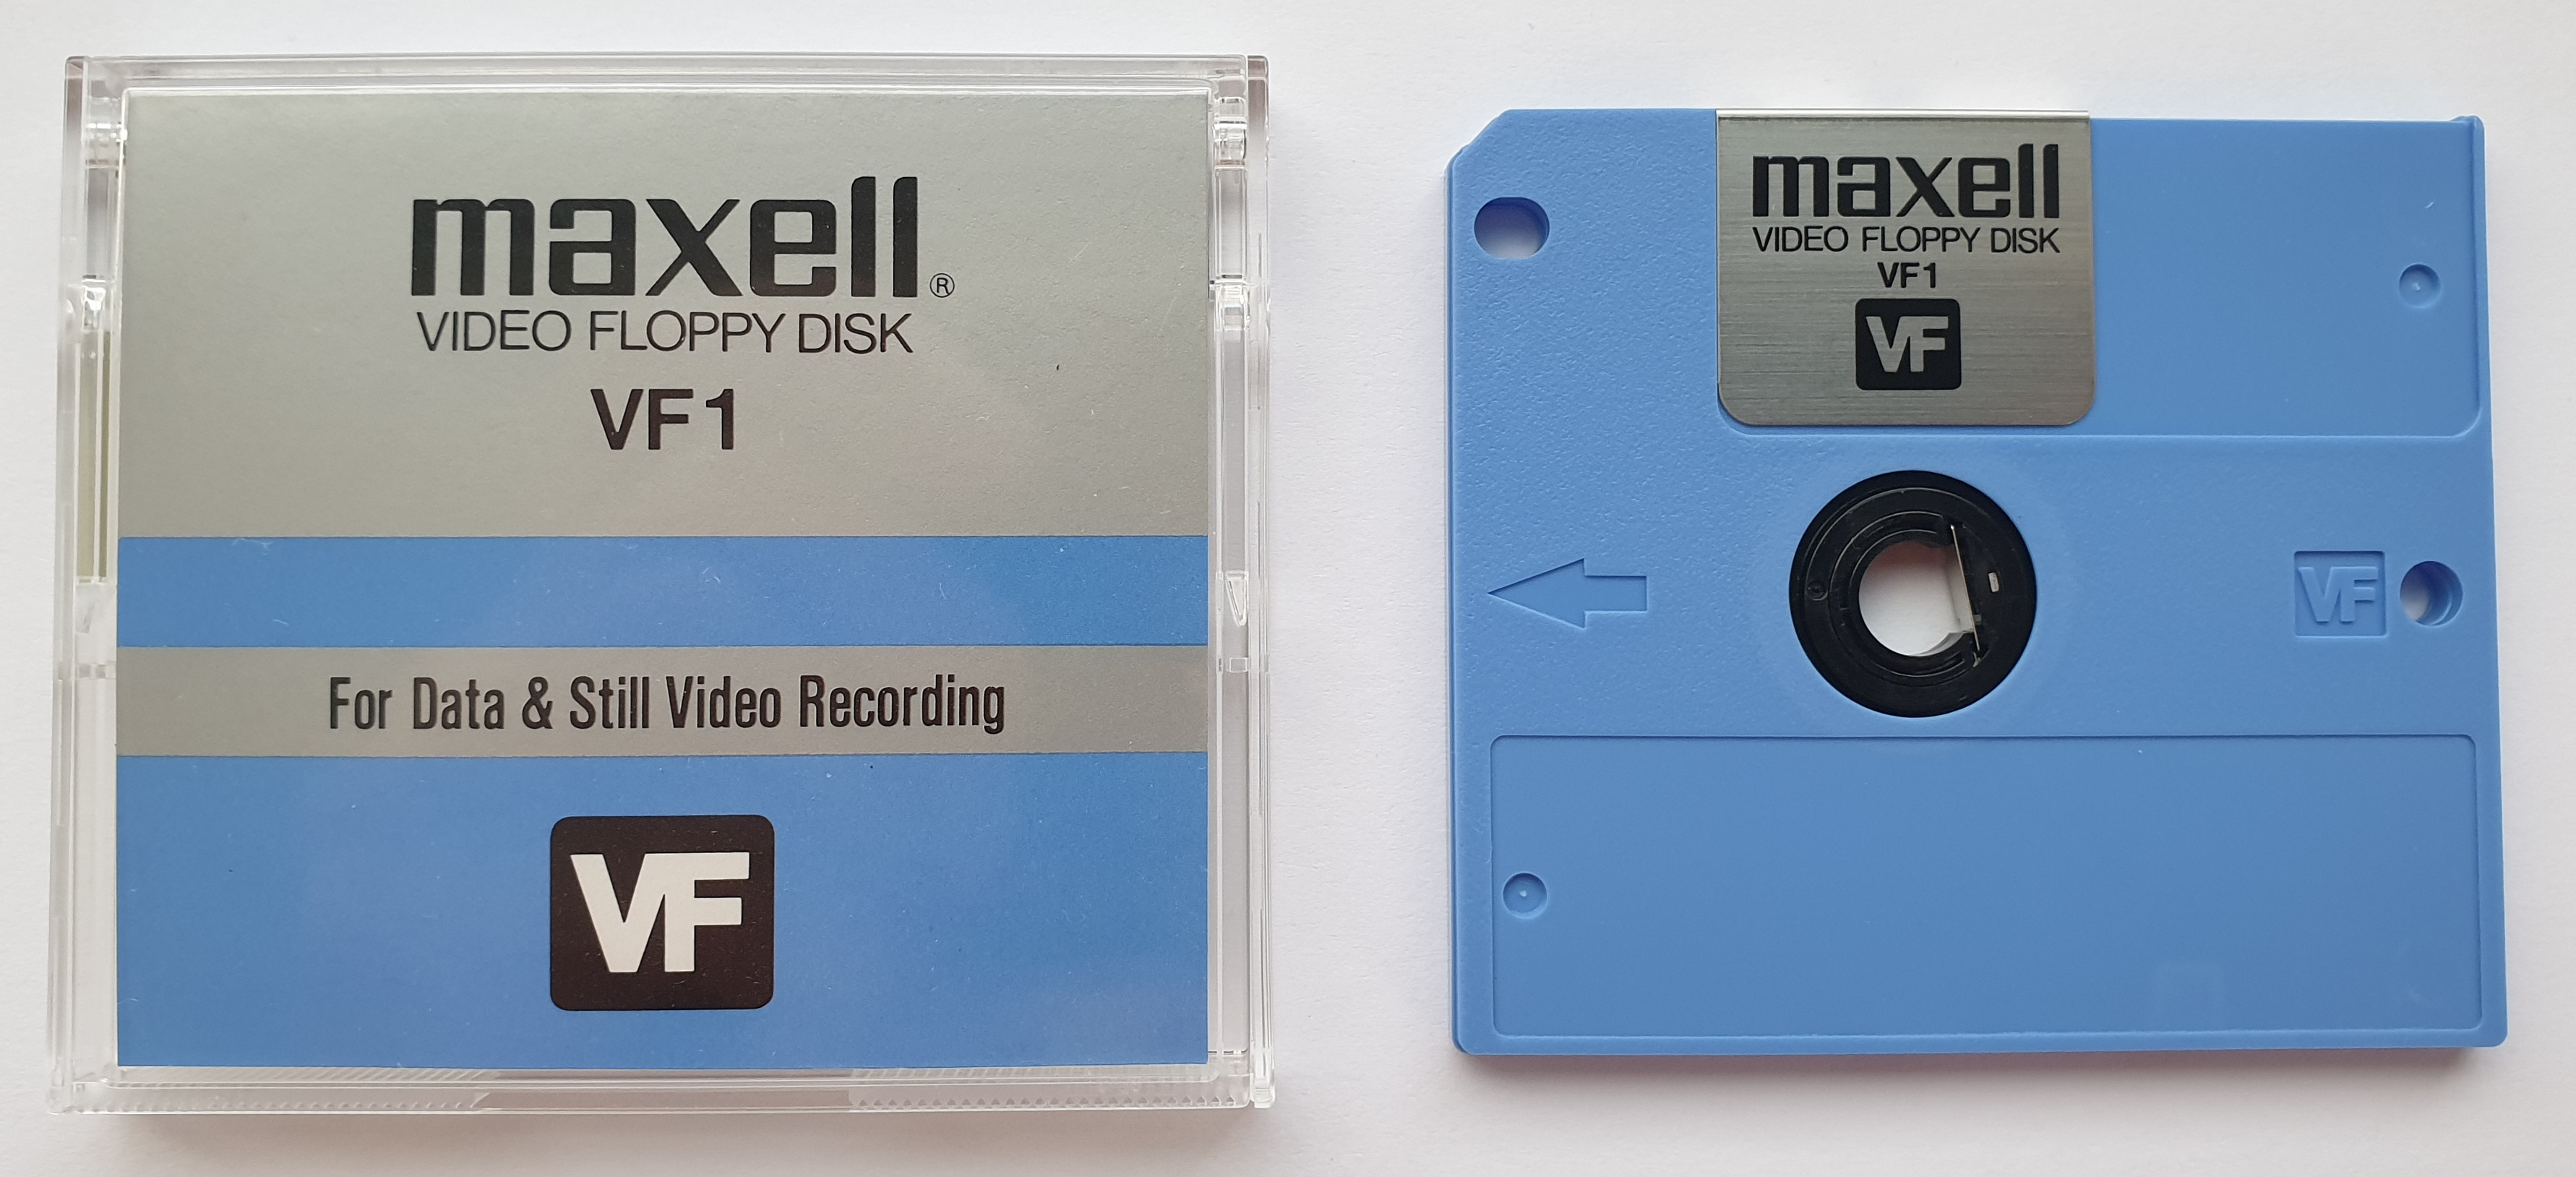 maxell®
VIDEO FLOPPY DISK
VF1
For Data & Still Video Recording
VF
maxell
VIDEO FLOPPY DISK
VF1
VF
VF